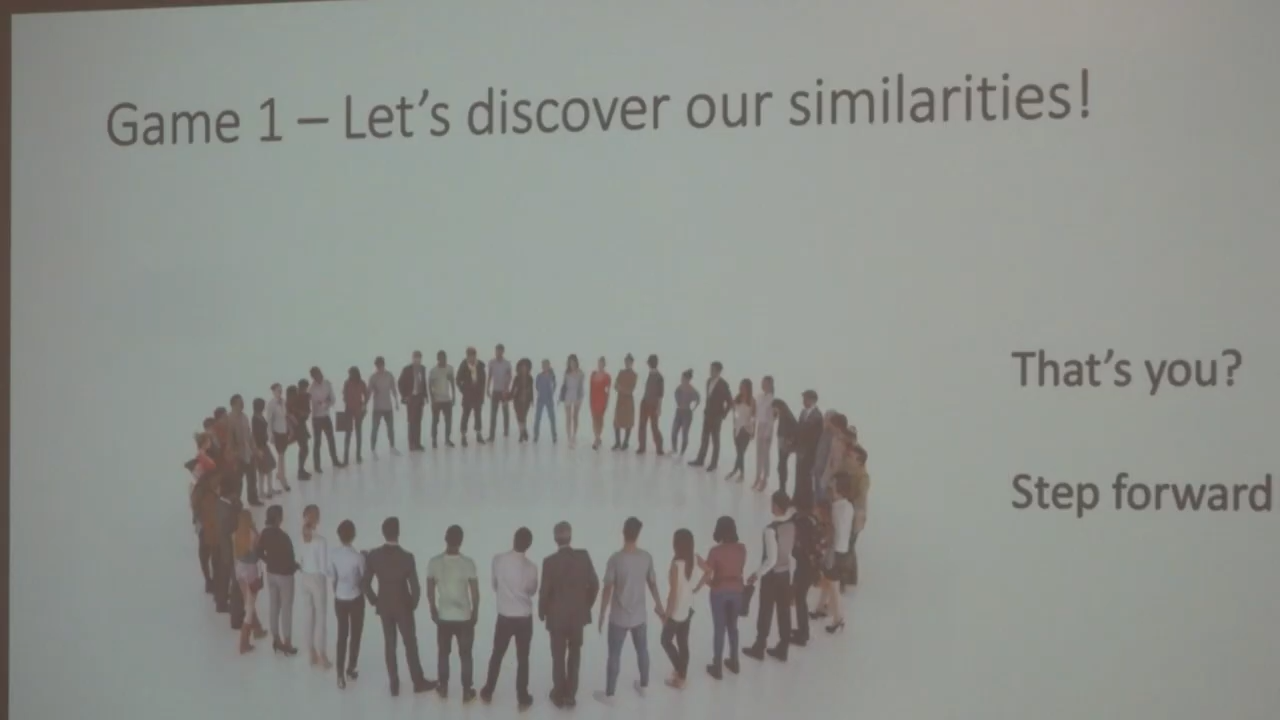 Game 1 – Let's discover our similarities!
That's you?
Step forward